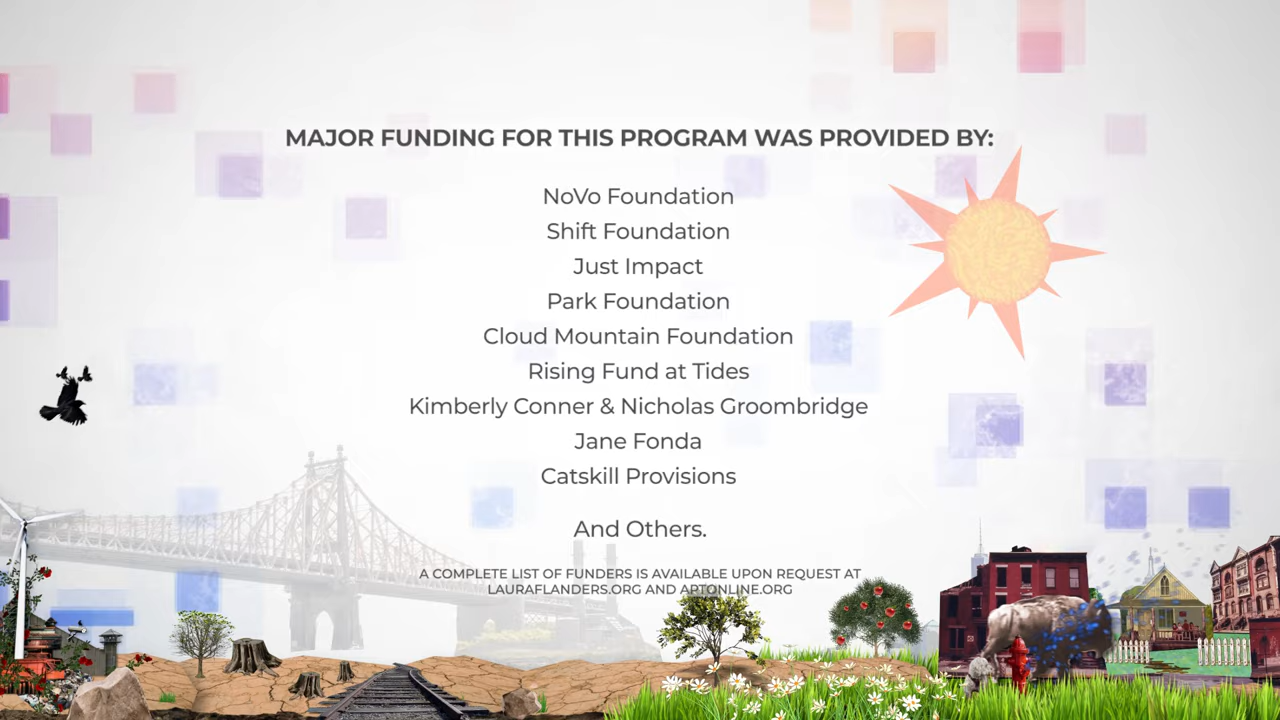 MAJOR FUNDING FOR THIS PROGRAM WAS PROVIDED BY:
NoVo Foundation
Shift Foundation
Just Impact
Park Foundation
Cloud Mountain Foundation
Rising Fund at Tides
Kimberly Conner & Nicholas Groombridge
Jane Fonda
Catskill Provisions
And Others.
A COMPLETE LIST OF FUNDERS IS AVAILABLE UPON REQUEST AT
LAURAFLANDERS.ORG AND APTONLINE.ORG